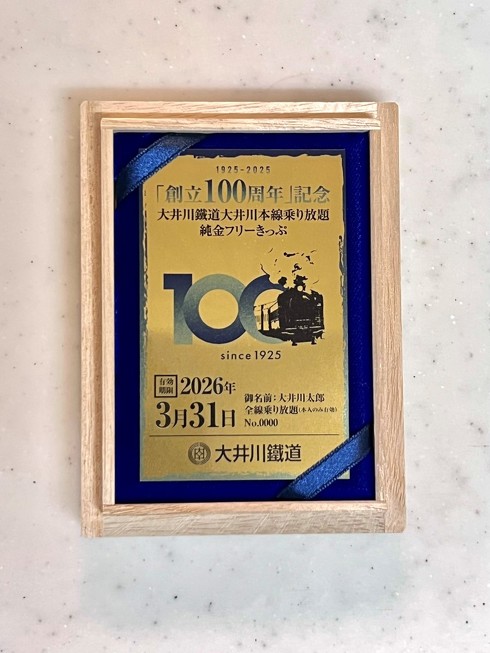 1925-2025
「創立100周年」記念
大井川鐵道大井川本線乗り放題
純金フリーきっぷ
100
since1925
有効期限 2026年
3月31日
御名前：大井川太郎
全線乗り放題(本人のみ有効)
No.0000
大井川鐵道